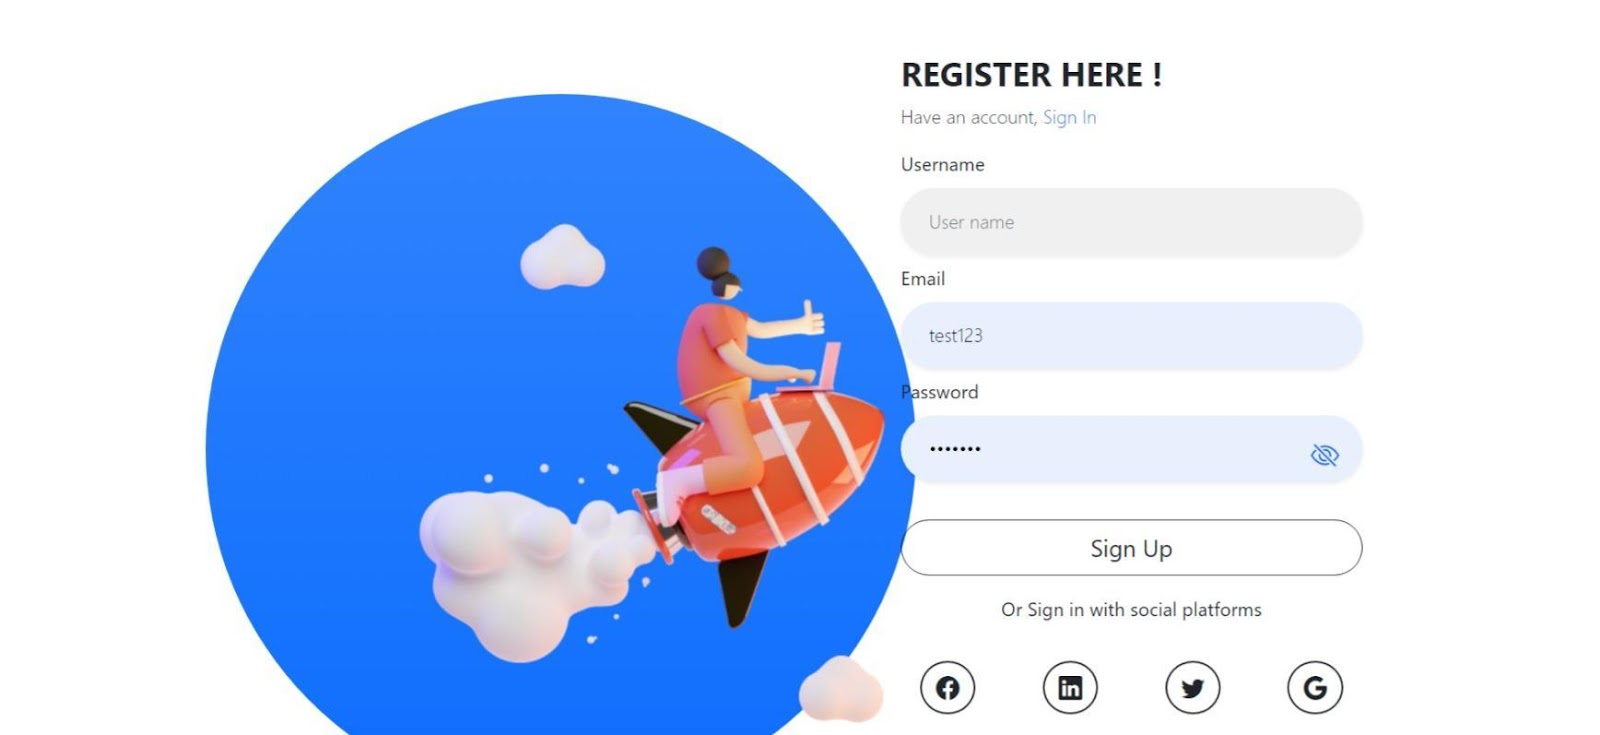 REGISTER HERE !
Have an account, Sign In
Username
User name
Email
test123
Password
•••••••
Sign Up
Or Sign in with social platforms